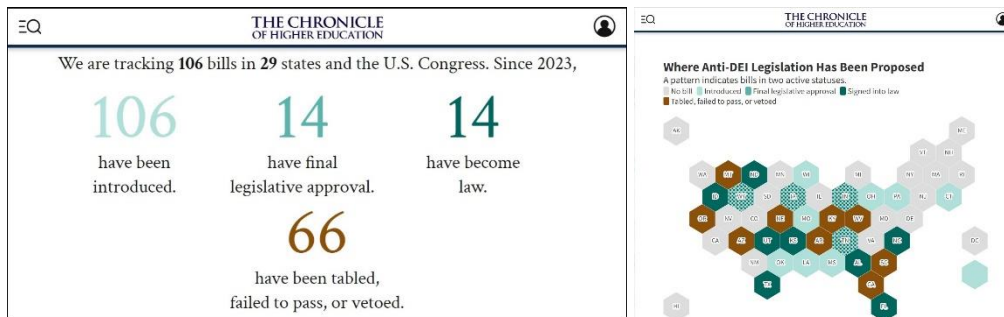 THE CHRONICLE
OF HIGHER EDUCATION
We are tracking 106 bills in 29 states and the U.S. Congress. Since 2023,
106
have been
introduced.
14
have final
legislative approval.
14
have become
law.
66
have been tabled,
failed to pass, or vetoed.
THE CHRONICLE
OF HIGHER EDUCATION
Where Anti-DEI Legislation Has Been Proposed
A pattern indicates bills in two active statuses.
No bill Introduced Final legislative approval Signed into law
Tabled, failed to pass, or vetoed
AK ME
VT NH
WA MT ND MN WI MI NY MA RI
ID SD IA IL IN OH PA NJ CT
OR NV CO NE MO KY WV MD DE
CA AZ UT KS AR TN VA NC DC
NM OK LA MS AL SC
TX GA
HI FL